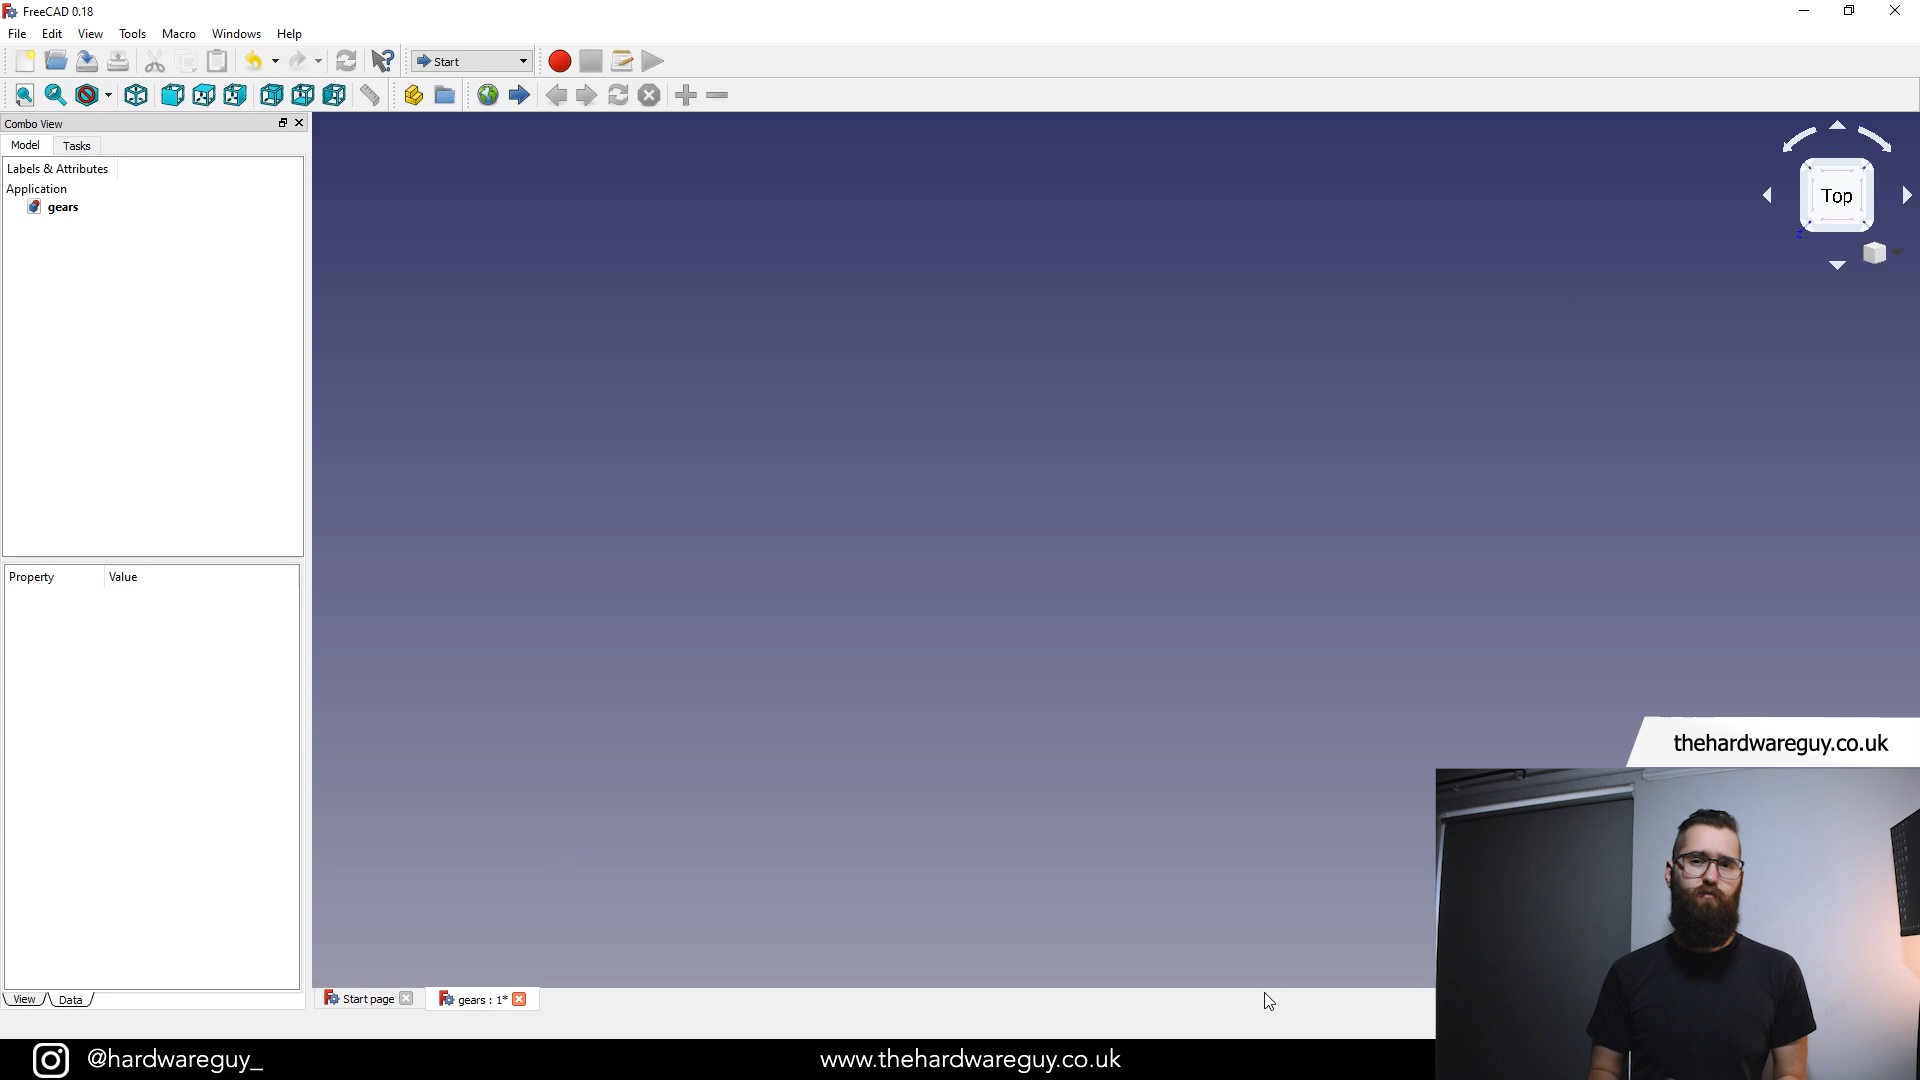 FreeCAD 0.18
File Edit View Tools Macro Windows Help
Start
Combo View
Model Tasks
Labels & Attributes
Application
gears
Top
Z
Property Value
thehardwareguy.co.uk
View Data
Start page gears : 1*
@hardwareguy_ www.thehardwareguy.co.uk